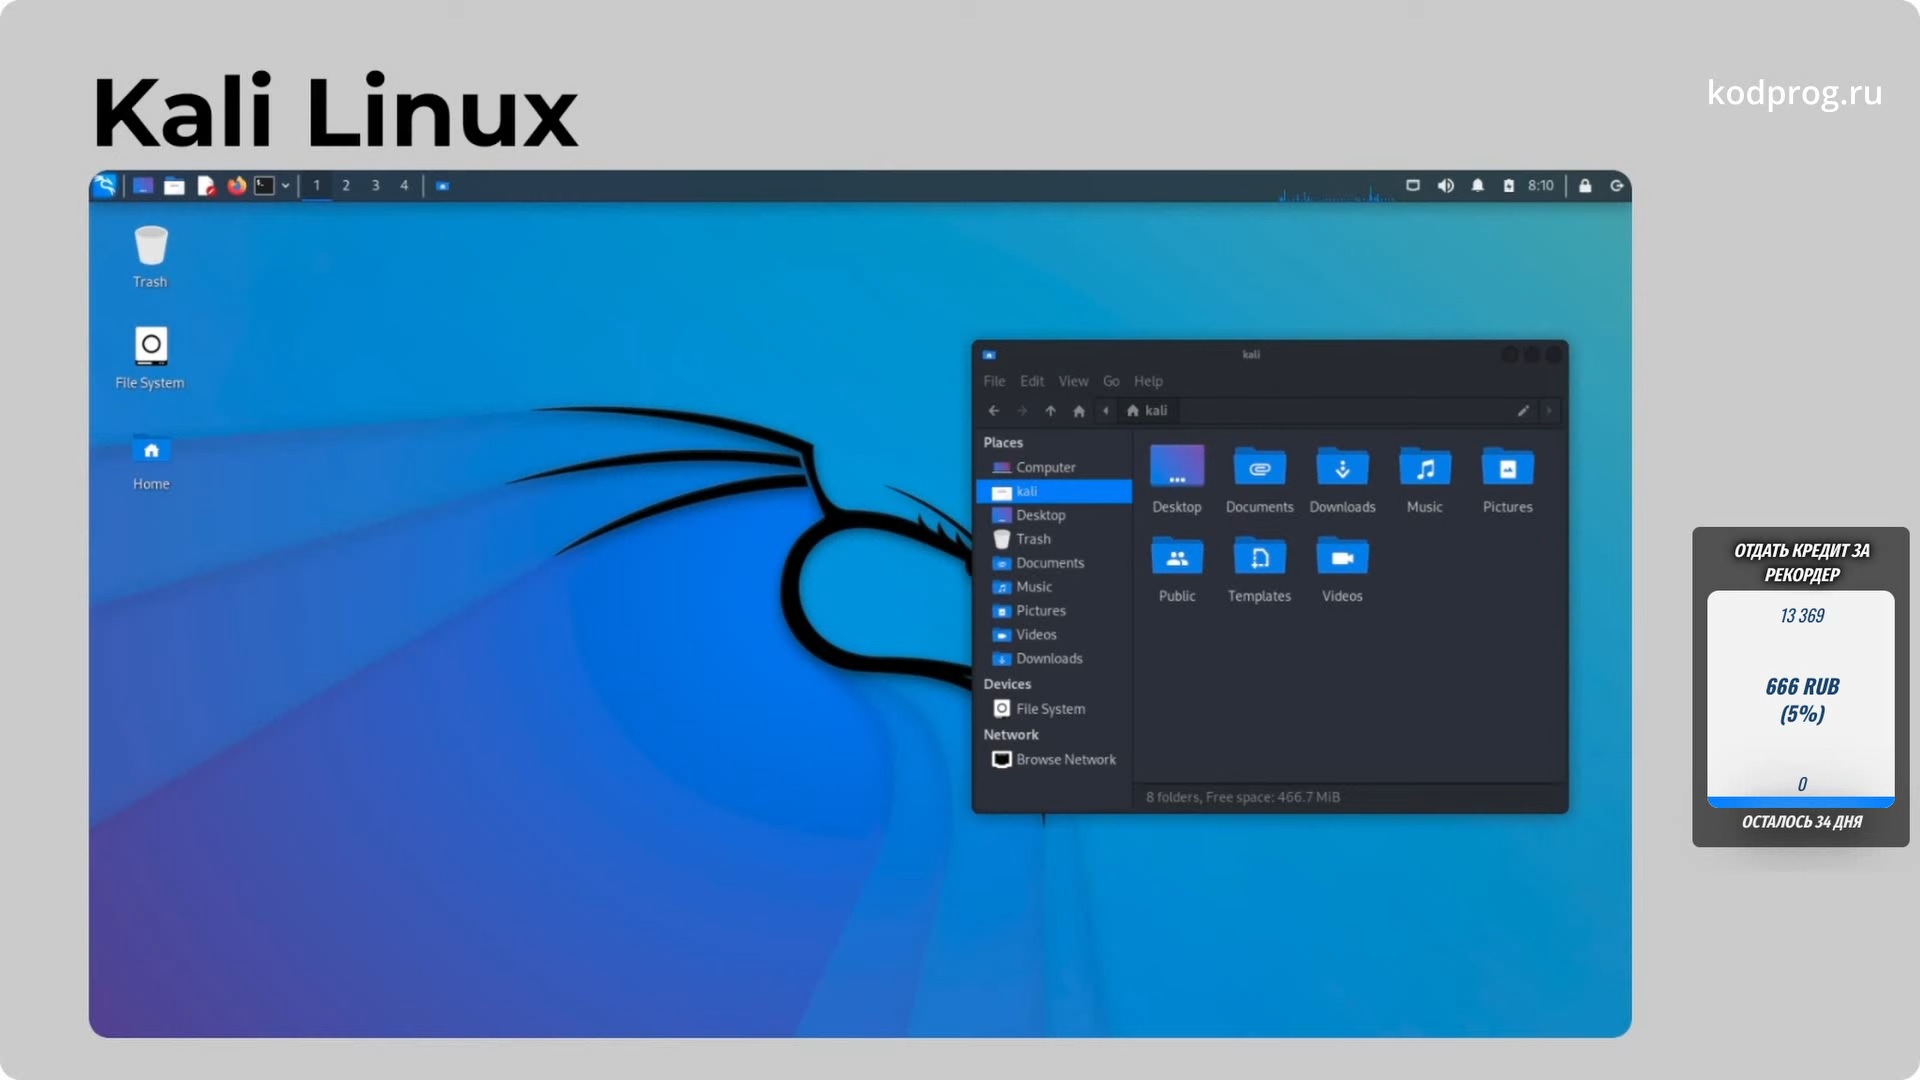 Kali Linux
kodprog.ru
1 2 3 4
8:10
Trash
File System
Home
kali
File Edit View Go Help
kali
Places
Computer
kali
Desktop
Trash
Documents
Music
Pictures
Videos
Downloads
Devices
File System
Network
Browse Network
Desktop Documents Downloads Music Pictures
Public Templates Videos
8 folders, Free space: 466.7 MiB
ОТДАТЬ КРЕДИТ ЗА
РЕКОРДЕР
13 369
666 RUB
(5%)
0
ОСТАЛОСЬ 34 ДНЯ